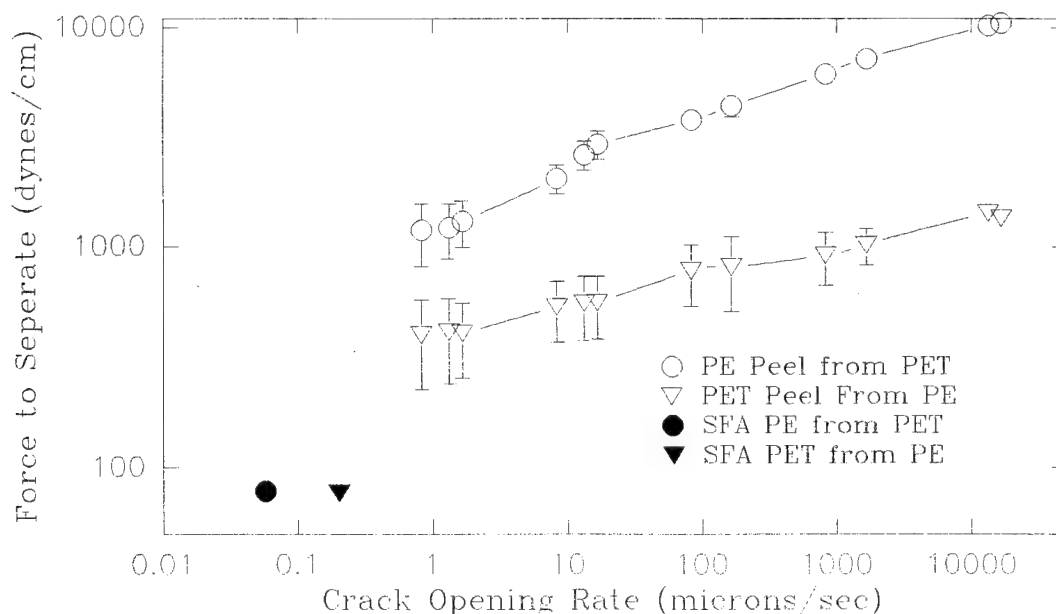 10000
1000
100
Force to Seperate (dynes/cm)
PE Peel from PET
PET Peel From PE
SFA PE from PET
SFA PET from PE
0.01 0.1 1 10 100 1000 10000
Crack Opening Rate (microns/sec)